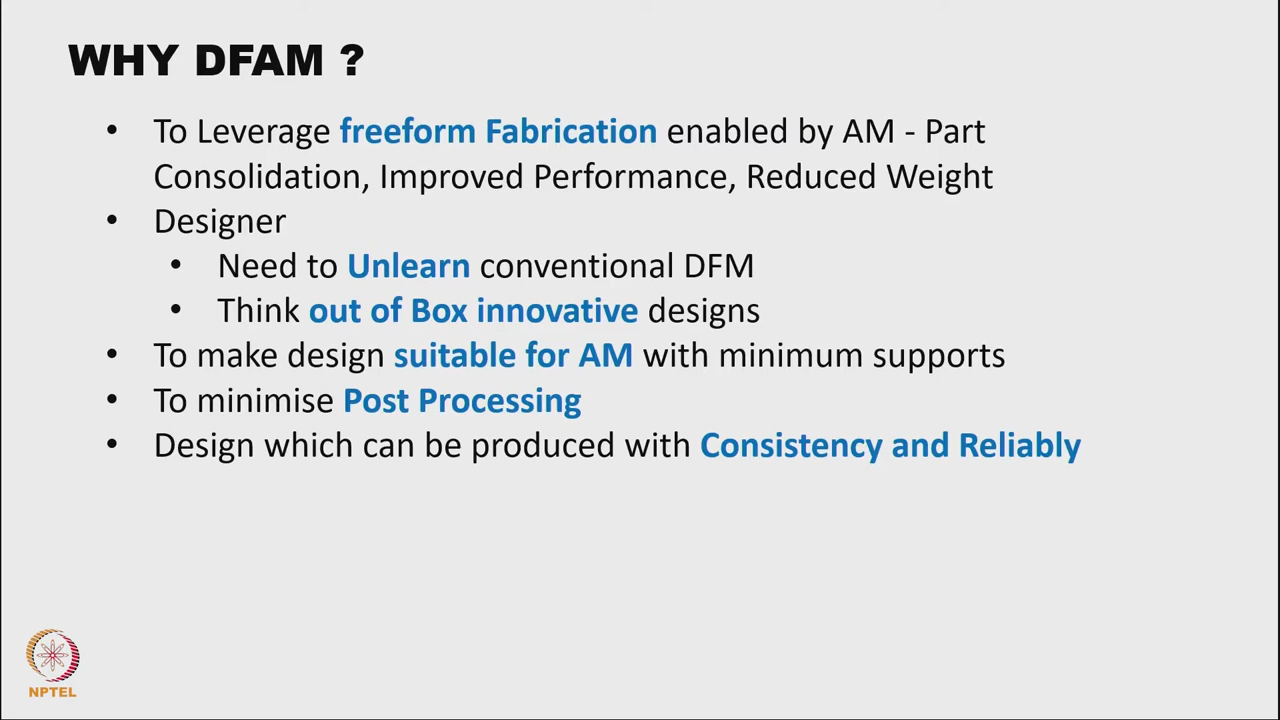 WHY DFAM ?
• To Leverage freeform Fabrication enabled by AM - Part
Consolidation, Improved Performance, Reduced Weight
• Designer
• Need to Unlearn conventional DFM
• Think out of Box innovative designs
• To make design suitable for AM with minimum supports
• To minimise Post Processing
• Design which can be produced with Consistency and Reliably
NPTEL